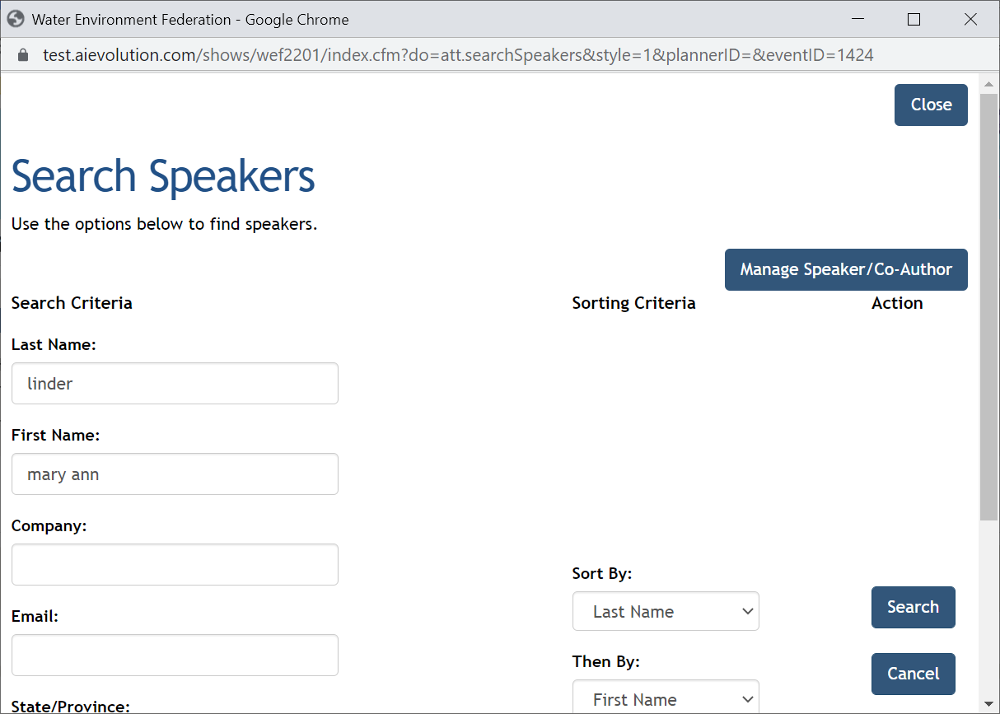 Water Environment Federation - Google Chrome
test.aievolution.com/shows/wef2201/index.cfm?do=att.searchSpeakers&style=1&plannerID=&eventID=1424
Close
Search Speakers
Use the options below to find speakers.
Manage Speaker/Co-Author
Search Criteria
Sorting Criteria
Action
Last Name:
linder
First Name:
mary ann
Company:
Email:
State/Province:
Sort By:
Last Name
Then By:
First Name
Search
Cancel